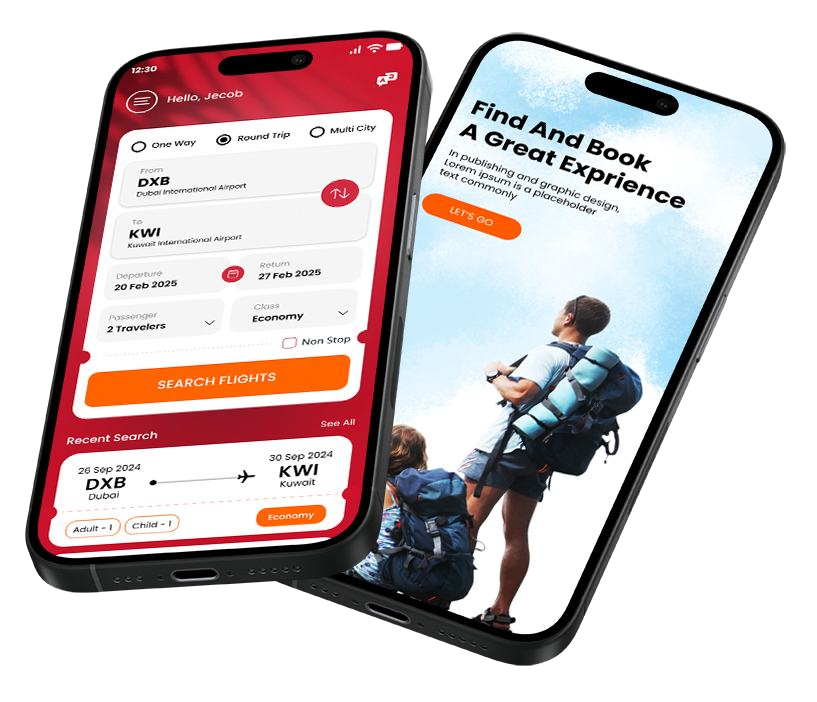 12:30
Hello, Jecob
One Way
Round Trip
Multi City
From
DXB
Dubai International Airport
To
KWI
Kuwait International Airport
Departure
20 Feb 2025
Return
27 Feb 2025
Passenger
2 Travelers
Class
Economy
Non Stop
SEARCH FLIGHTS
Recent Search
See All
26 Sep 2024
DXB
Dubai
30 Sep 2024
KWI
Kuwait
Adult - 1
Child - 1
Economy
Find And Book
A Great Exprience
In publishing and graphic design,
Lorem ipsum is a placeholder
text commonly
LET'S GO